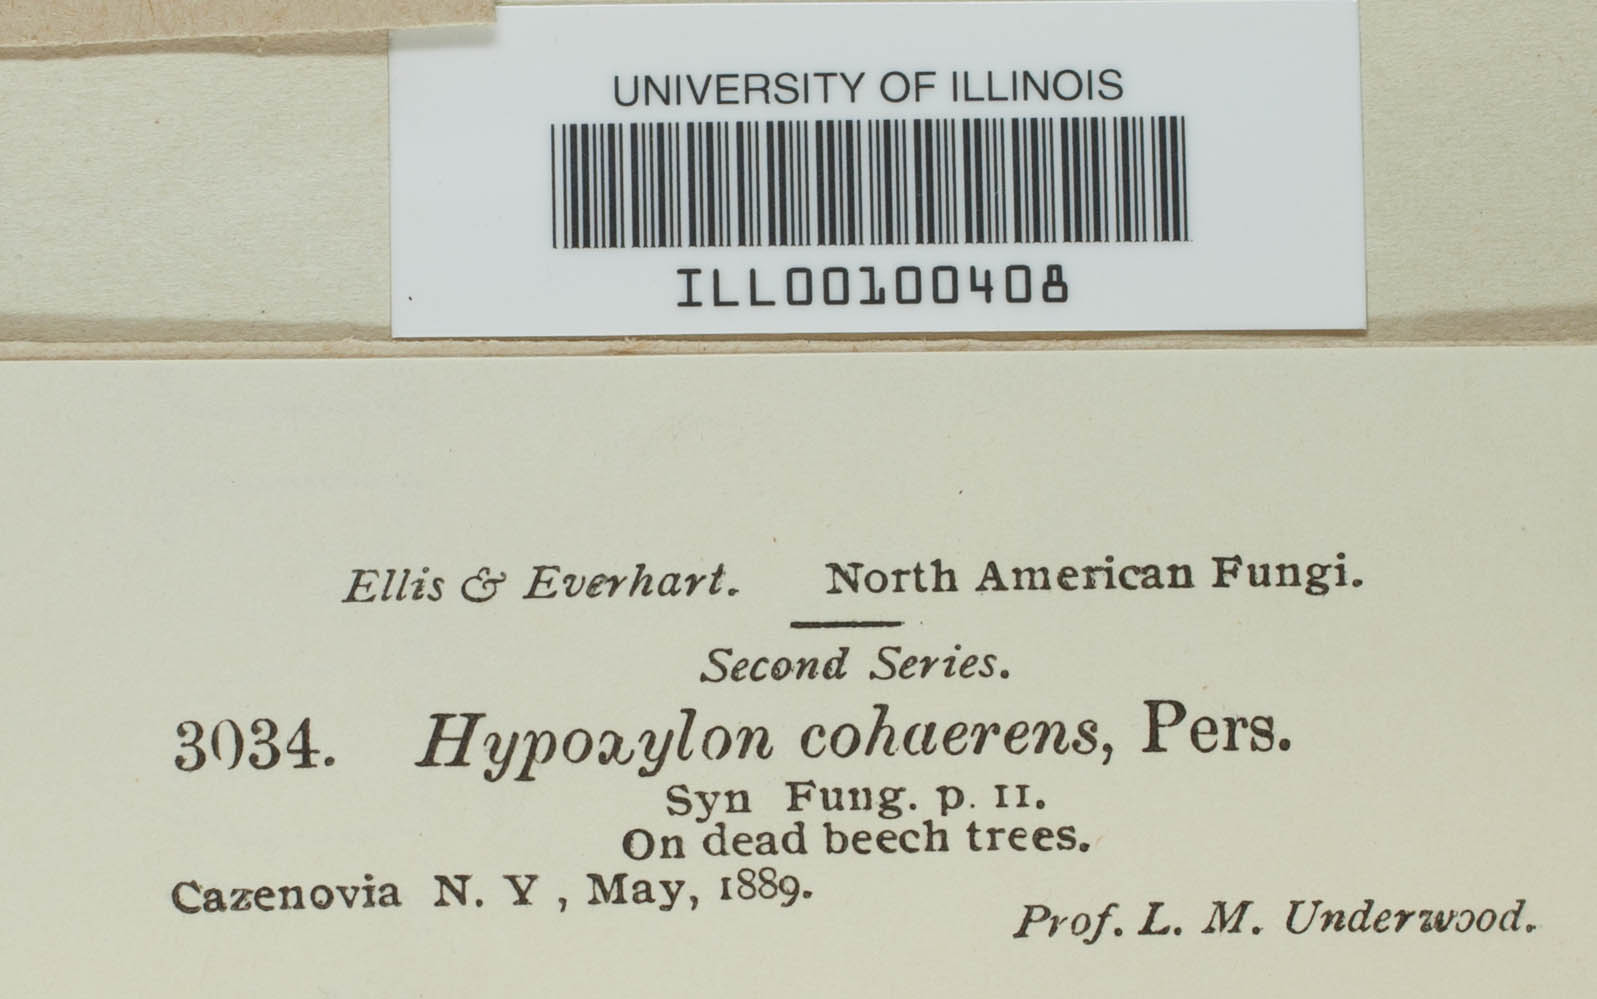 UNIVERSITY OF ILLINOIS
ILL00100408
Ellis & Everhart. North American Fungi.
Second Series.
3034. Hypoxylon cohaerens, Pers.
Syn Fung. p. 11.
On dead beech trees.
Cazenovia N. Y , May, 1889.
Prof. L. M. Underwood.